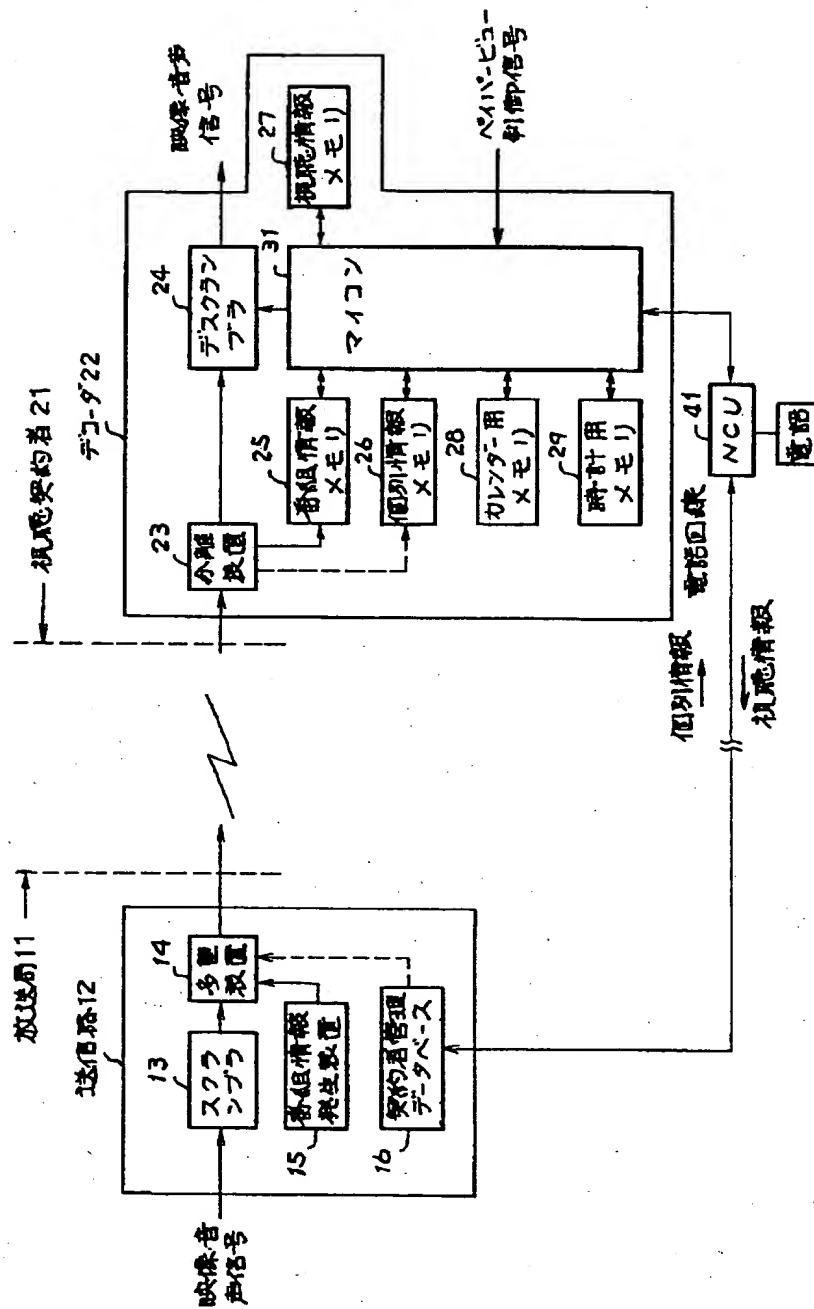 放送局11
送信路12
映像・音
声信号
13
スクラ
ンブラ
14
多重
装置
番組情報
発生装置
15
契約者管理
データベース
16
視聴契約者21
デコーダ22
23
分離
装置
24
デスクラン
ブラ
映像・音声
信号
25
番組情報
メモリ
26
個別情報
メモリ
27
視聴情報
メモリ
28
カレンダー用
メモリ
29
時計用
メモリ
31
マイコン
ペイパービュー
制御信号
個別情報
視聴情報
電話回線
41
NCU
電話